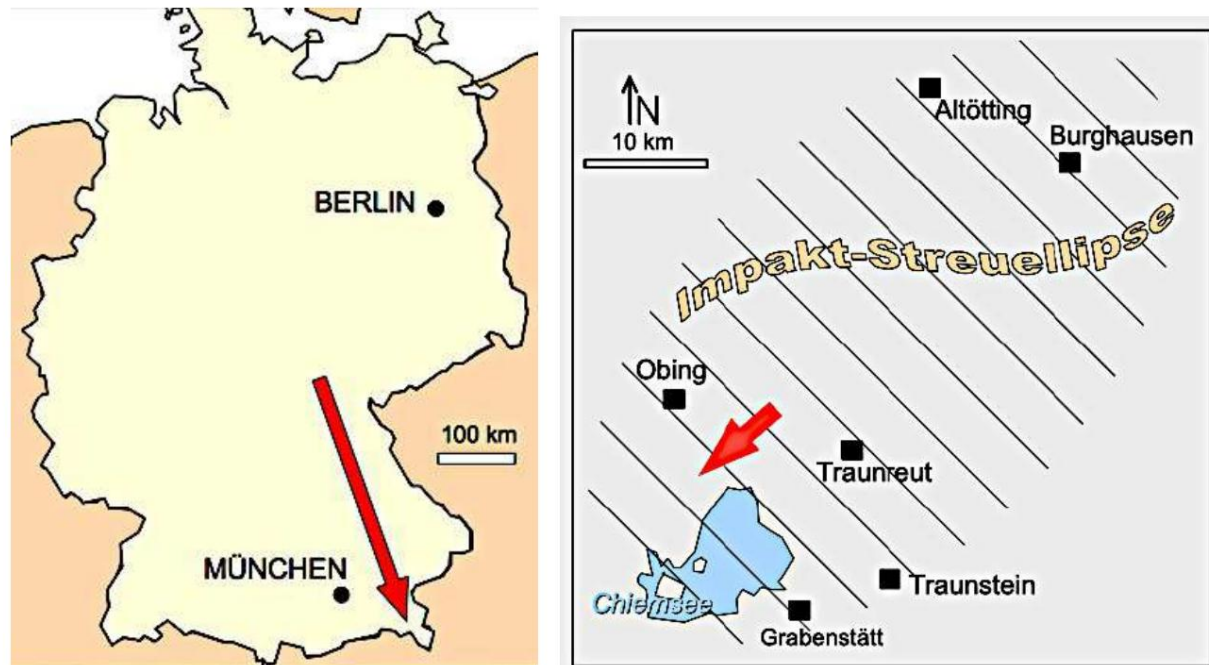 BERLIN
100 km
MÜNCHEN
N
10 km
Altötting
Burghausen
Impakt-Streuellipse
Obing
Traunreut
Chiemsee
Traunstein
Grabenstätt